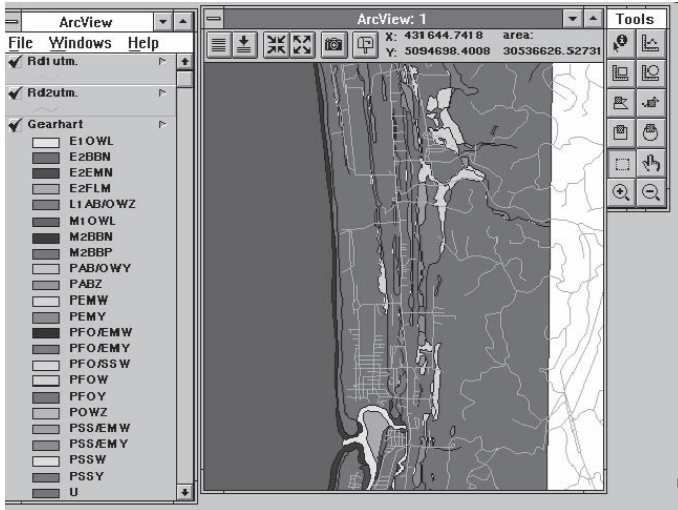 ArcView
File Windows Help
Rd1utm.
Rd2utm.
Gearhart
E1OWL
E2BBN
E2EMN
E2FLM
L1AB/OWZ
M1OWL
M2BBN
M2BBP
PAB/OWY
PABZ
PEMW
PEMY
PFO/EMW
PFO/EMY
PFO/SSW
PFOW
PFOY
POWZ
PSS/EMW
PSS/EMY
PSSW
PSSY
U
ArcView: 1
X: 431644.7418 area:
Y: 5094698.4008 30536626.52731
Tools